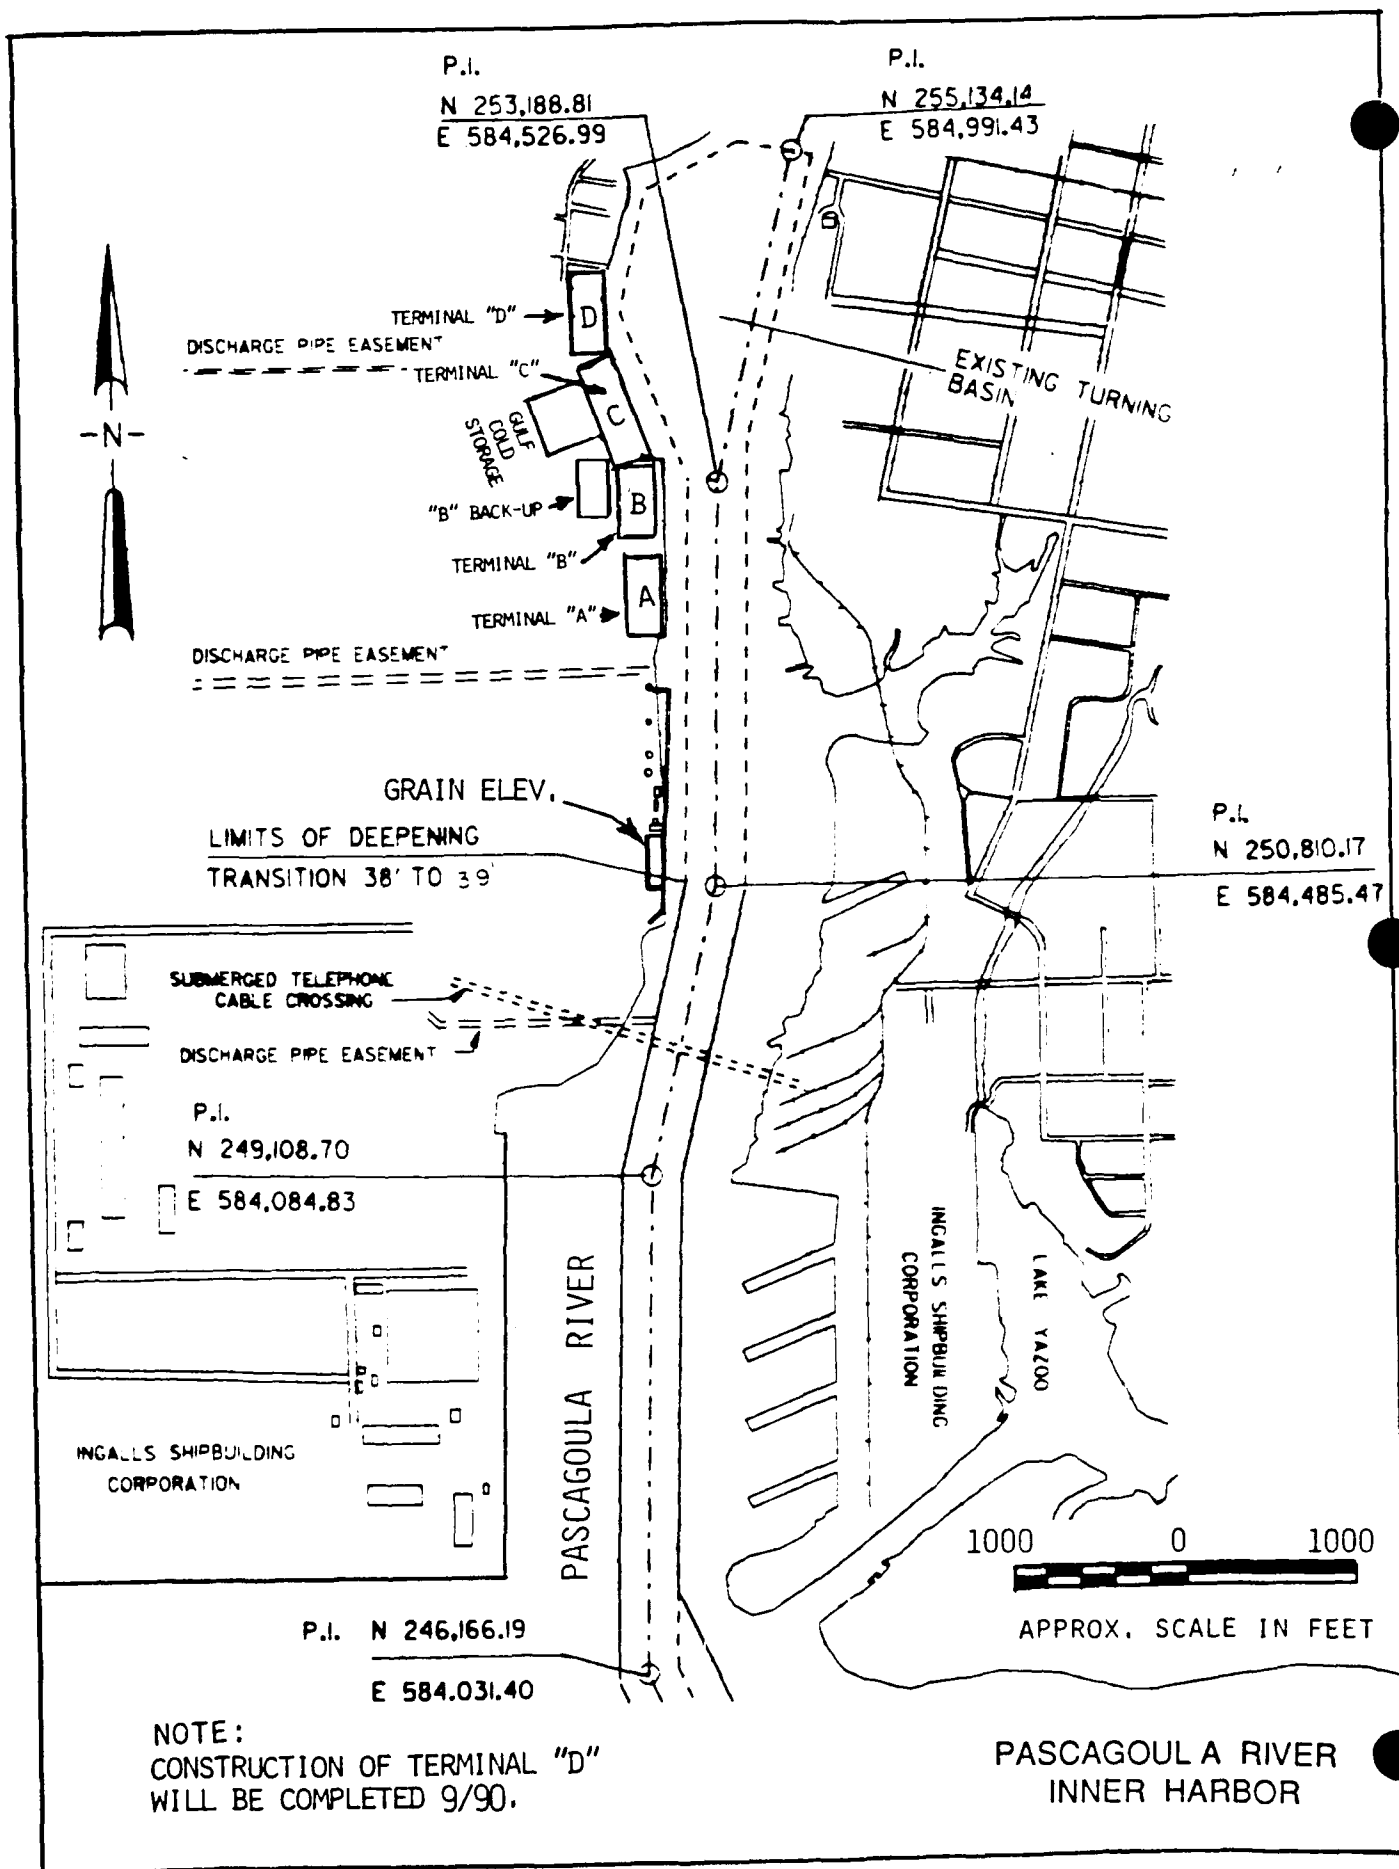 P.I.
N 253,188.81
E 584,526.99
P.I.
N 255,134.14
E 584,991.43
TERMINAL "D"
D
DISCHARGE PIPE EASEMENT
TERMINAL "C"
C
EXISTING TURNING
BASIN
GULF
COLD
STORAGE
-N-
"B" BACK-UP
B
TERMINAL "B"
A
TERMINAL "A"
DISCHARGE PIPE EASEMENT
GRAIN ELEV.
LIMITS OF DEEPENING
TRANSITION 38' TO 39'
P.I.
N 250,810.17
E 584,485.47
SUBMERGED TELEPHONE
CABLE CROSSING
DISCHARGE PIPE EASEMENT
P.I.
N 249,108.70
E 584,084.83
PASCAGOULA RIVER
INGALLS SHIPBUILDING
CORPORATION
LAKE YAZOO
INGALLS SHIPBUILDING
CORPORATION
1000 0 1000
APPROX. SCALE IN FEET
P.I. N 246,166.19
E 584.031.40
NOTE:
CONSTRUCTION OF TERMINAL "D"
WILL BE COMPLETED 9/90.
PASCAGOULA RIVER
INNER HARBOR